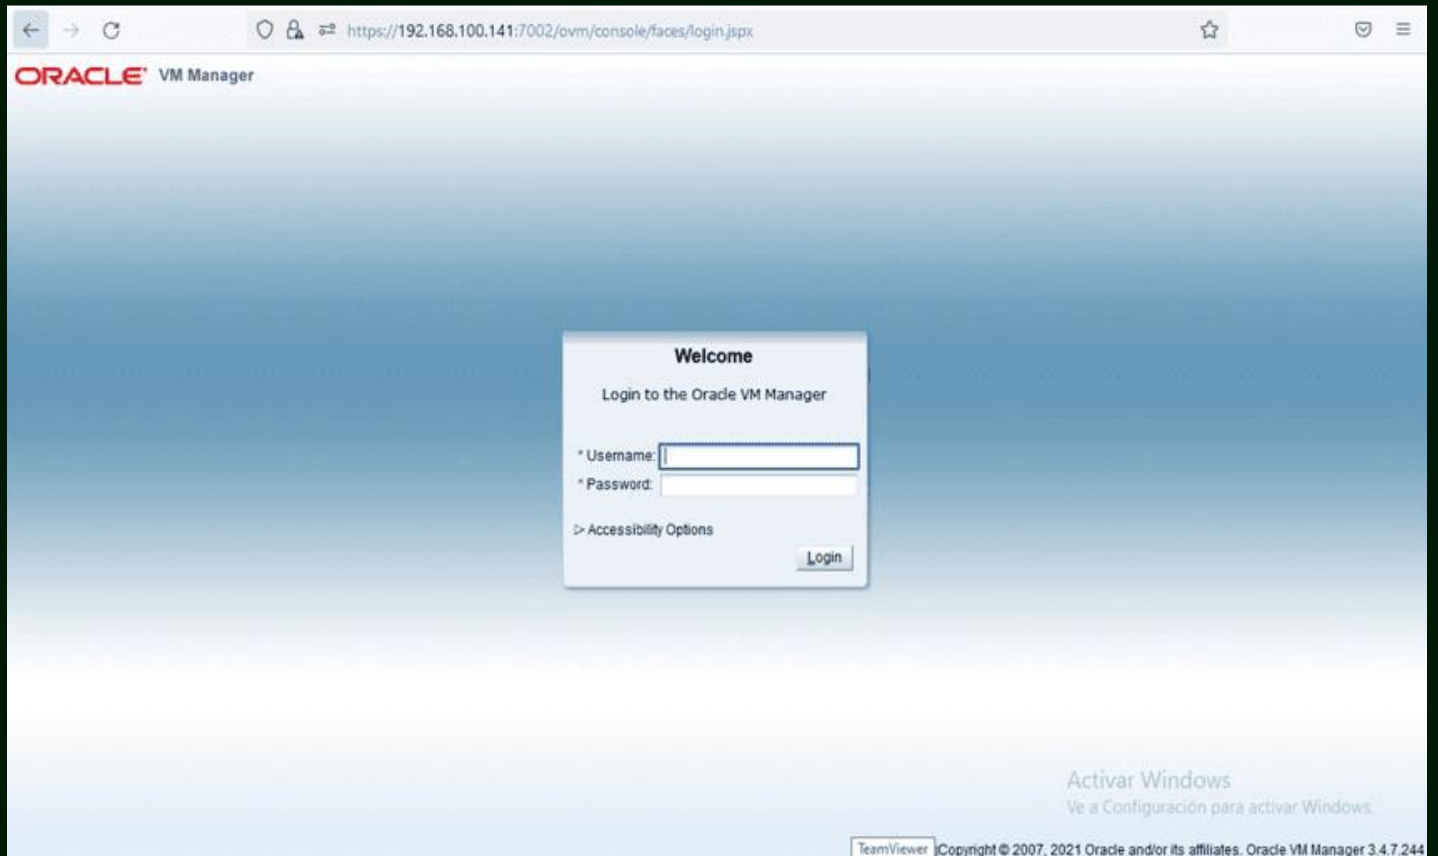 https://192.168.100.141:7002/ovm/console/faces/login.jspx
ORACLE VM Manager
Welcome
Login to the Oracle VM Manager
* Username:
* Password:
Accessibility Options
Login
Activar Windows
Ve a Configuración para activar Windows.
TeamViewer Copyright © 2007, 2021 Oracle and/or its affiliates. Oracle VM Manager 3.4.7.244